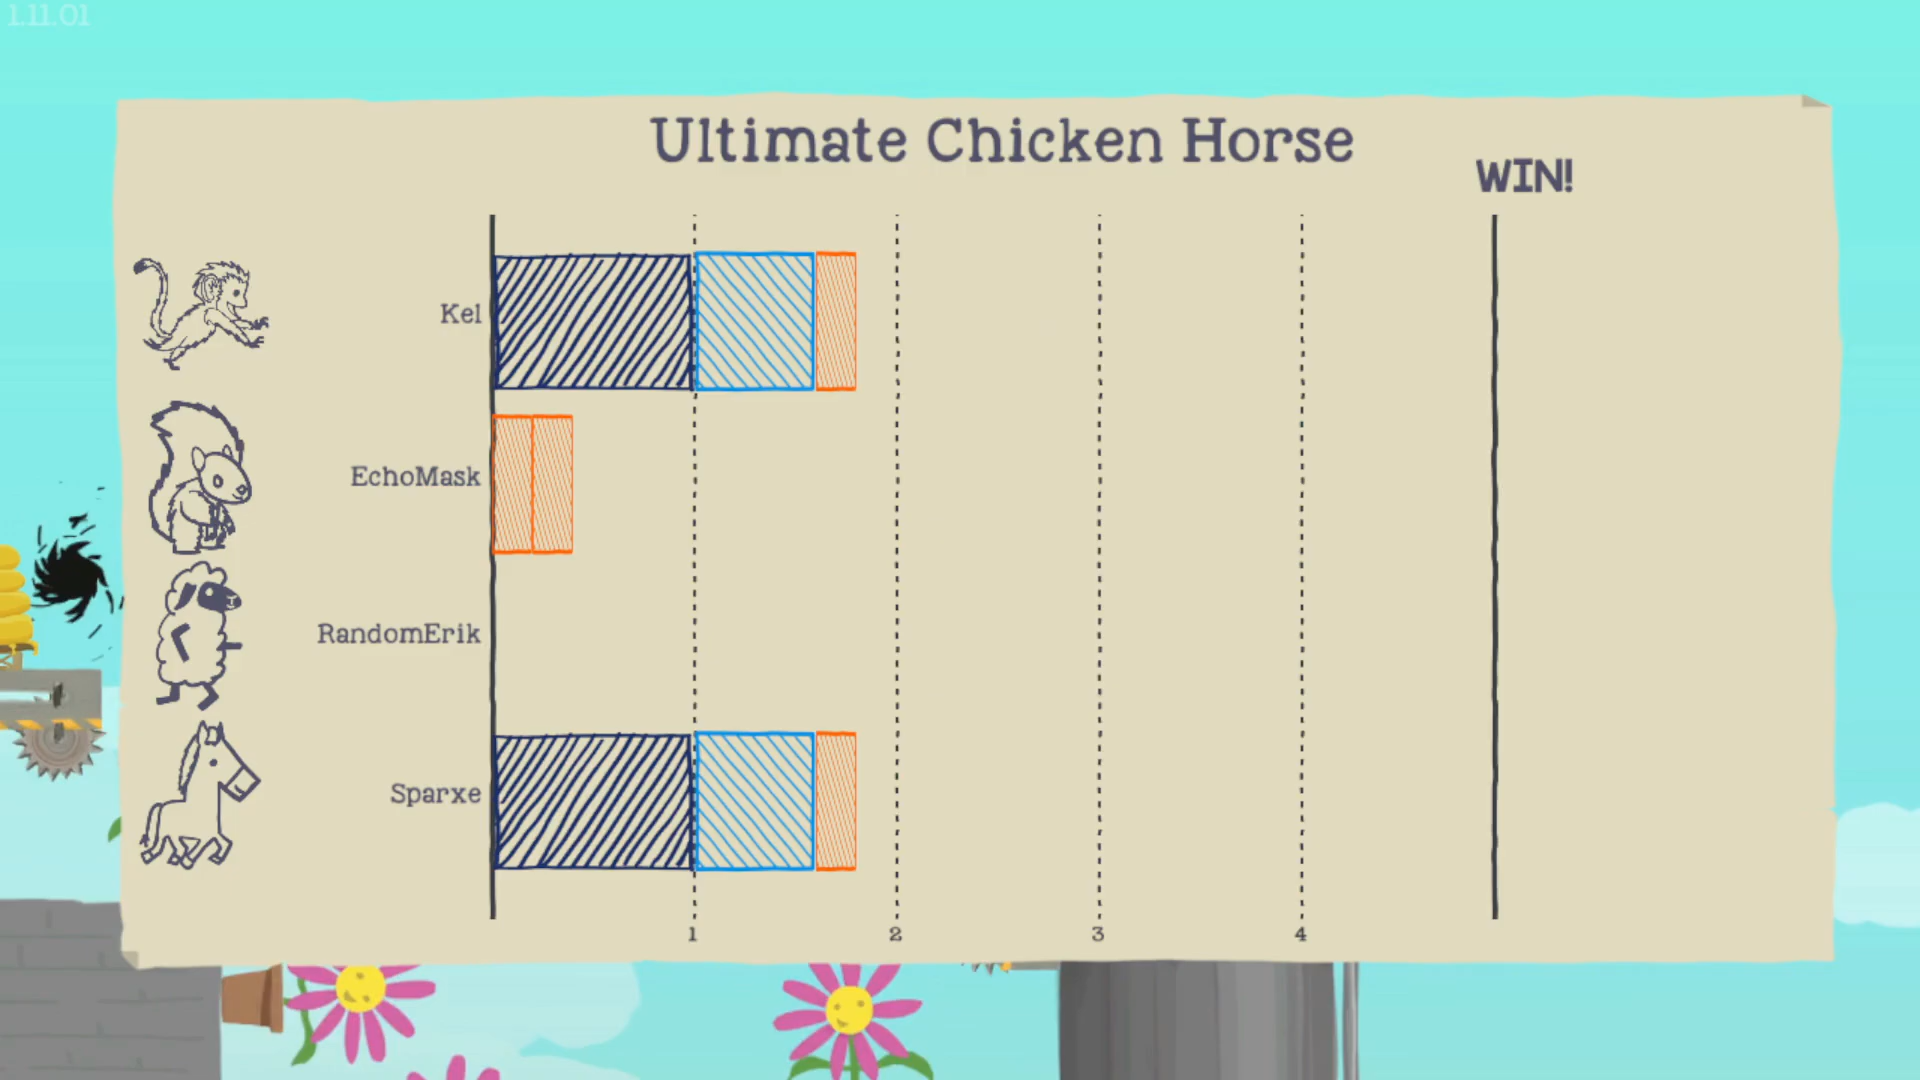 1.11.01
Ultimate Chicken Horse
WIN!
Kel
EchoMask
RandomErik
Sparxe
1 2 3 4